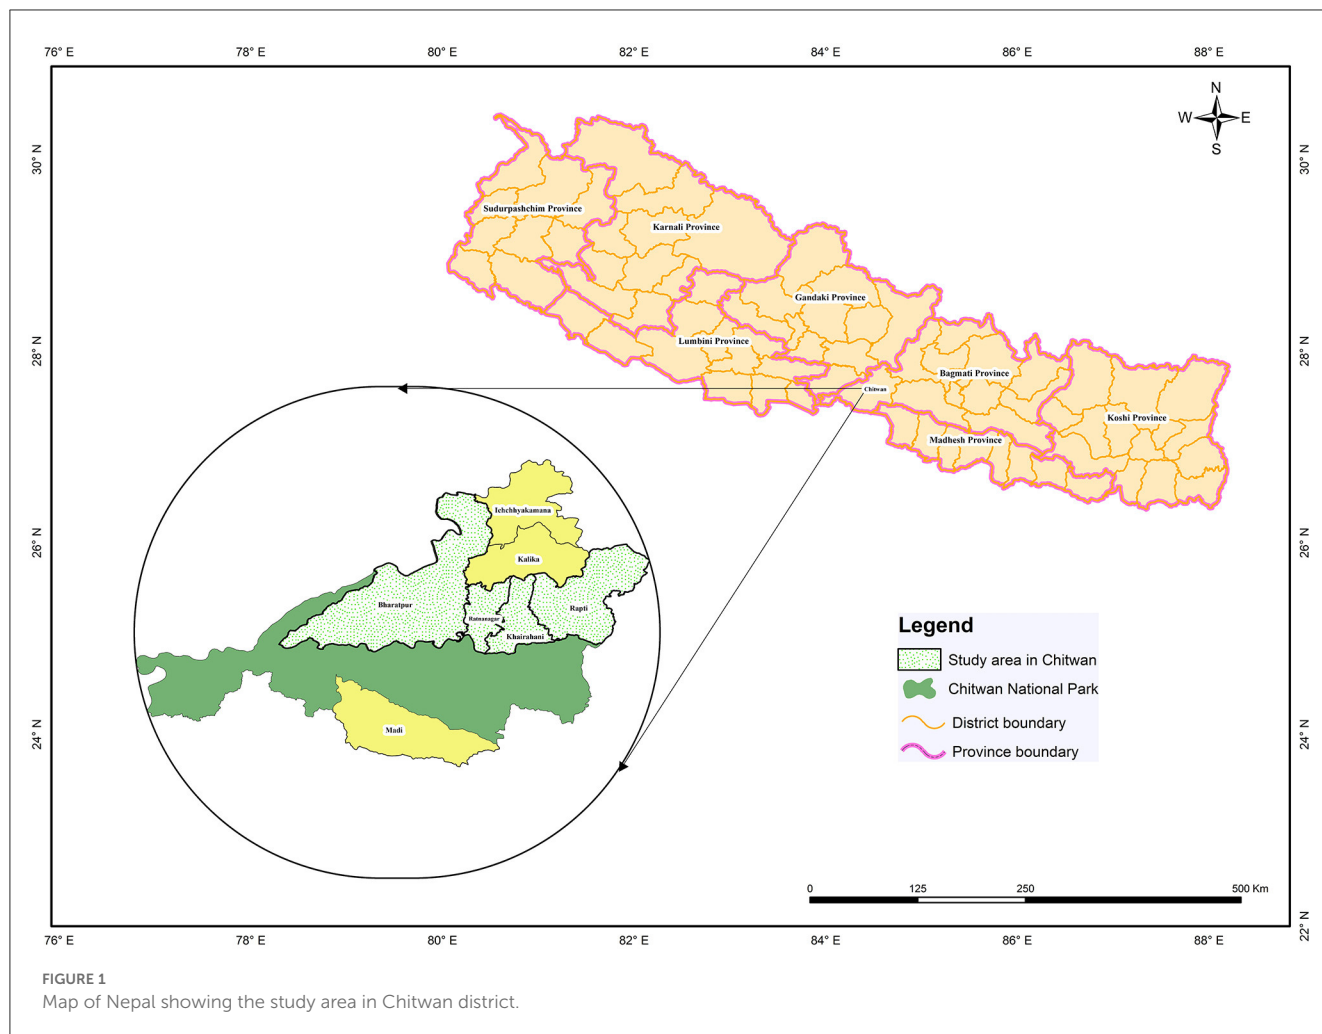 76° E 78° E 80° E 82° E 84° E 86° E 88° E
N
W E
S
30° N 30° N
Sudurpashchim Province
Karnali Province
Gandaki Province
28° N 28° N
Lumbini Province
Bagmati Province
Chitwan
Koshi Province
Madhesh Province
Ichchhyakamana
26° N 26° N
Kalika
Bharatpur
Rapti
Ratnanagar
Khairahani
Madi
24° N 24° N
Legend
Study area in Chitwan
Chitwan National Park
District boundary
Province boundary
0 125 250 500 Km
22° N
76° E 78° E 80° E 82° E 84° E 86° E 88° E
FIGURE 1
Map of Nepal showing the study area in Chitwan district.